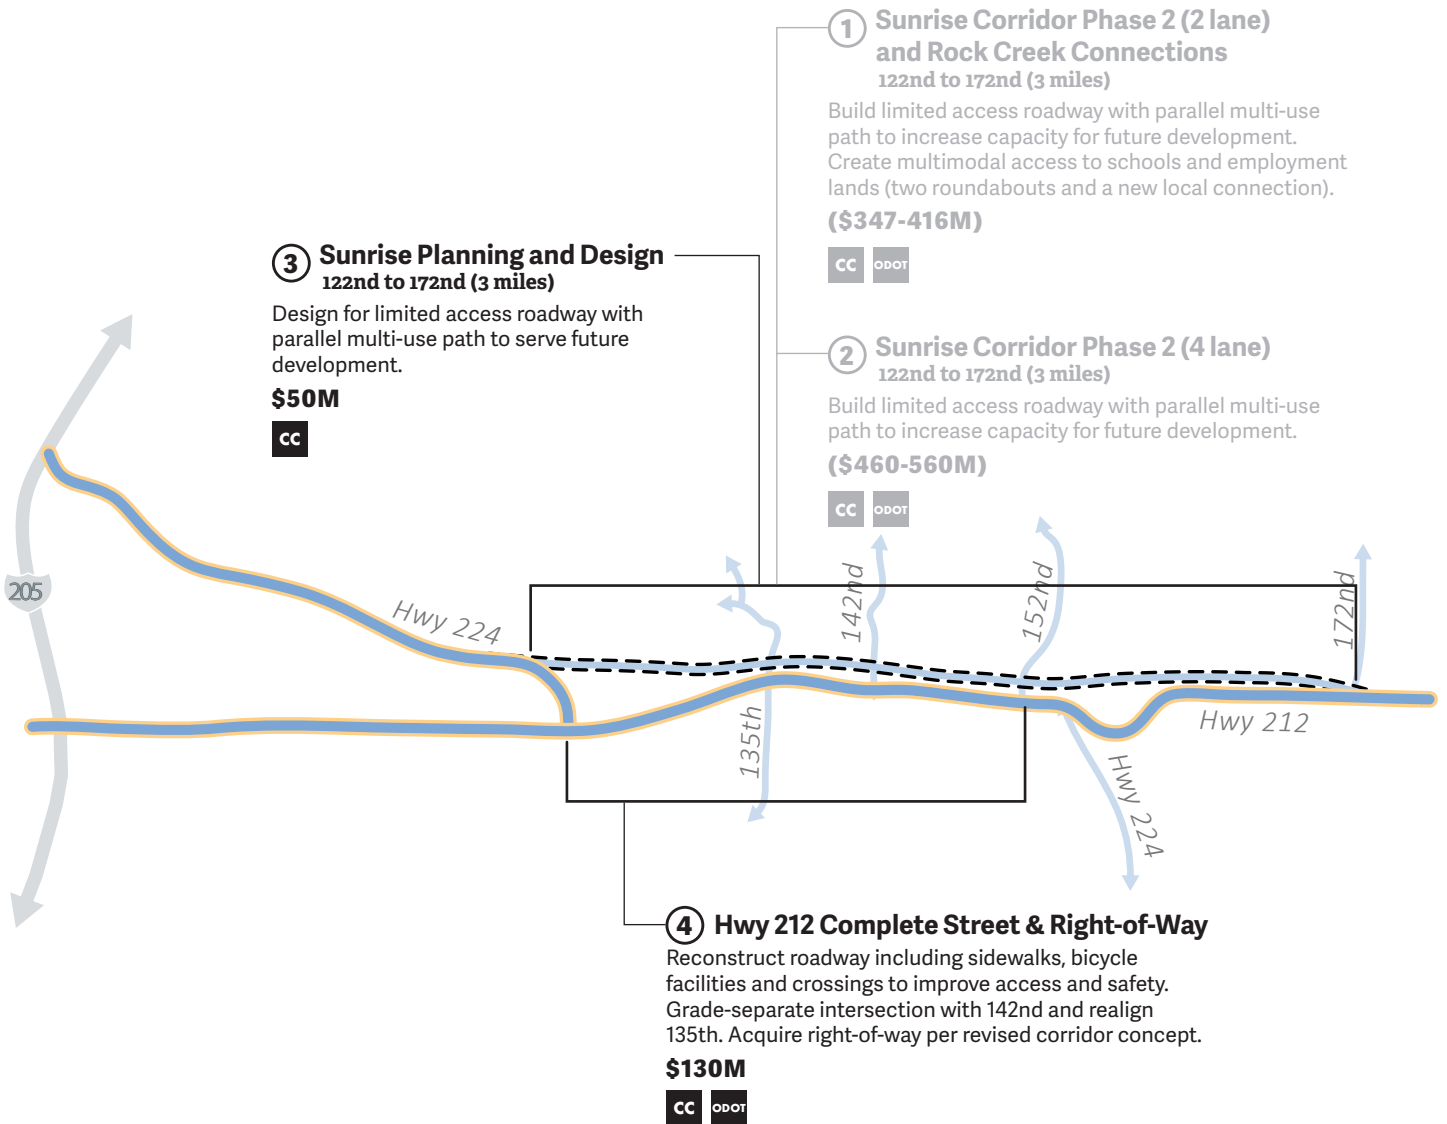 1
Sunrise Corridor Phase 2 (2 lane)
and Rock Creek Connections
122nd to 172nd (3 miles)
Build limited access roadway with parallel multi-use
path to increase capacity for future development.
Create multimodal access to schools and employment
lands (two roundabouts and a new local connection).
($347-416M)
CC ODOT
3
Sunrise Planning and Design
122nd to 172nd (3 miles)
Design for limited access roadway with
parallel multi-use path to serve future
development.
$50M
CC
2
Sunrise Corridor Phase 2 (4 lane)
122nd to 172nd (3 miles)
Build limited access roadway with parallel multi-use
path to increase capacity for future development.
($460-560M)
CC ODOT
205
Hwy 224
142nd
152nd
172nd
135th
Hwy 212
Hwy 224
4
Hwy 212 Complete Street & Right-of-Way
Reconstruct roadway including sidewalks, bicycle
facilities and crossings to improve access and safety.
Grade-separate intersection with 142nd and realign
135th. Acquire right-of-way per revised corridor concept.
$130M
CC ODOT